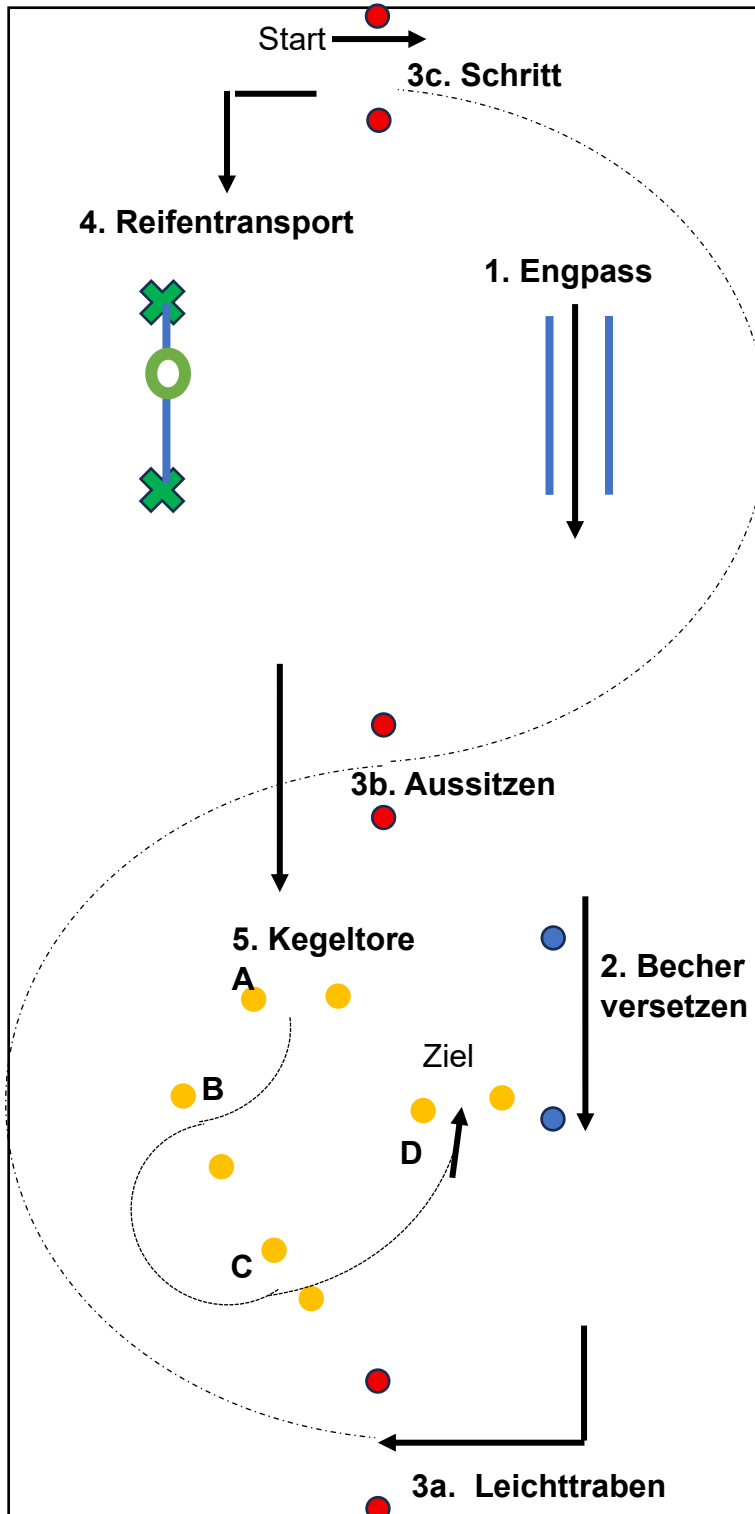 Start
3c. Schritt
4. Reifentransport
1. Engpass
3b. Aussitzen
5. Kegeltore
A
2. Becher
versetzen
B
Ziel
D
C
3a. Leichttraben